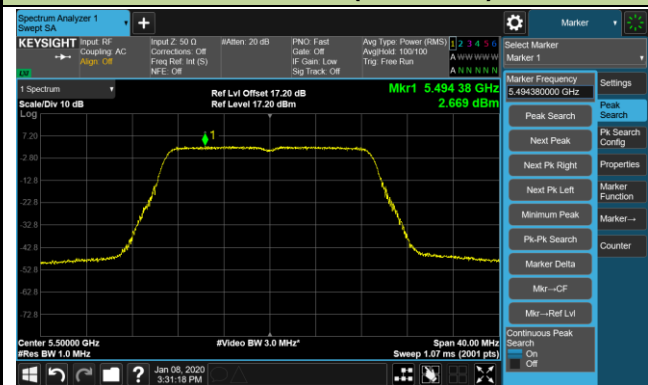 Spectrum Analyzer 1
Swept SA
Marker
KEYSIGHT
Input: RF
Coupling: AC
Align: Off
Input Z: 50 Ω
Corrections: Off
Freq Ref: Int (S)
NFE: Off
#Atten: 20 dB
PNO: Fast
Gate: Off
IF Gain: Low
Sig Track: Off
Avg Type: Power (RMS)
Avg|Hold: 100/100
Trig: Free Run
1 2 3 4 5 6
A W W W W W
A N N N N N
LXI
Select Marker
Marker 1
1 Spectrum
Scale/Div 10 dB
Log
Ref Lvl Offset 17.20 dB
Ref Level 17.20 dBm
Mkr1 5.494 38 GHz
2.669 dBm
1
7.20
-2.80
-12.8
-22.8
-32.8
-42.8
-52.8
-62.8
-72.8
Center 5.50000 GHz
#Res BW 1.0 MHz
#Video BW 3.0 MHz*
Span 40.00 MHz
Sweep 1.07 ms (2001 pts)
Marker Frequency
5.494380000 GHz
Peak Search
Next Peak
Next Pk Right
Next Pk Left
Minimum Peak
Pk-Pk Search
Marker Delta
Mkr→CF
Mkr→Ref Lvl
Continuous Peak
Search
On
Off
Settings
Peak
Search
Pk Search
Config
Properties
Marker
Function
Marker→
Counter
?
Jan 08, 2020
3:31:18 PM